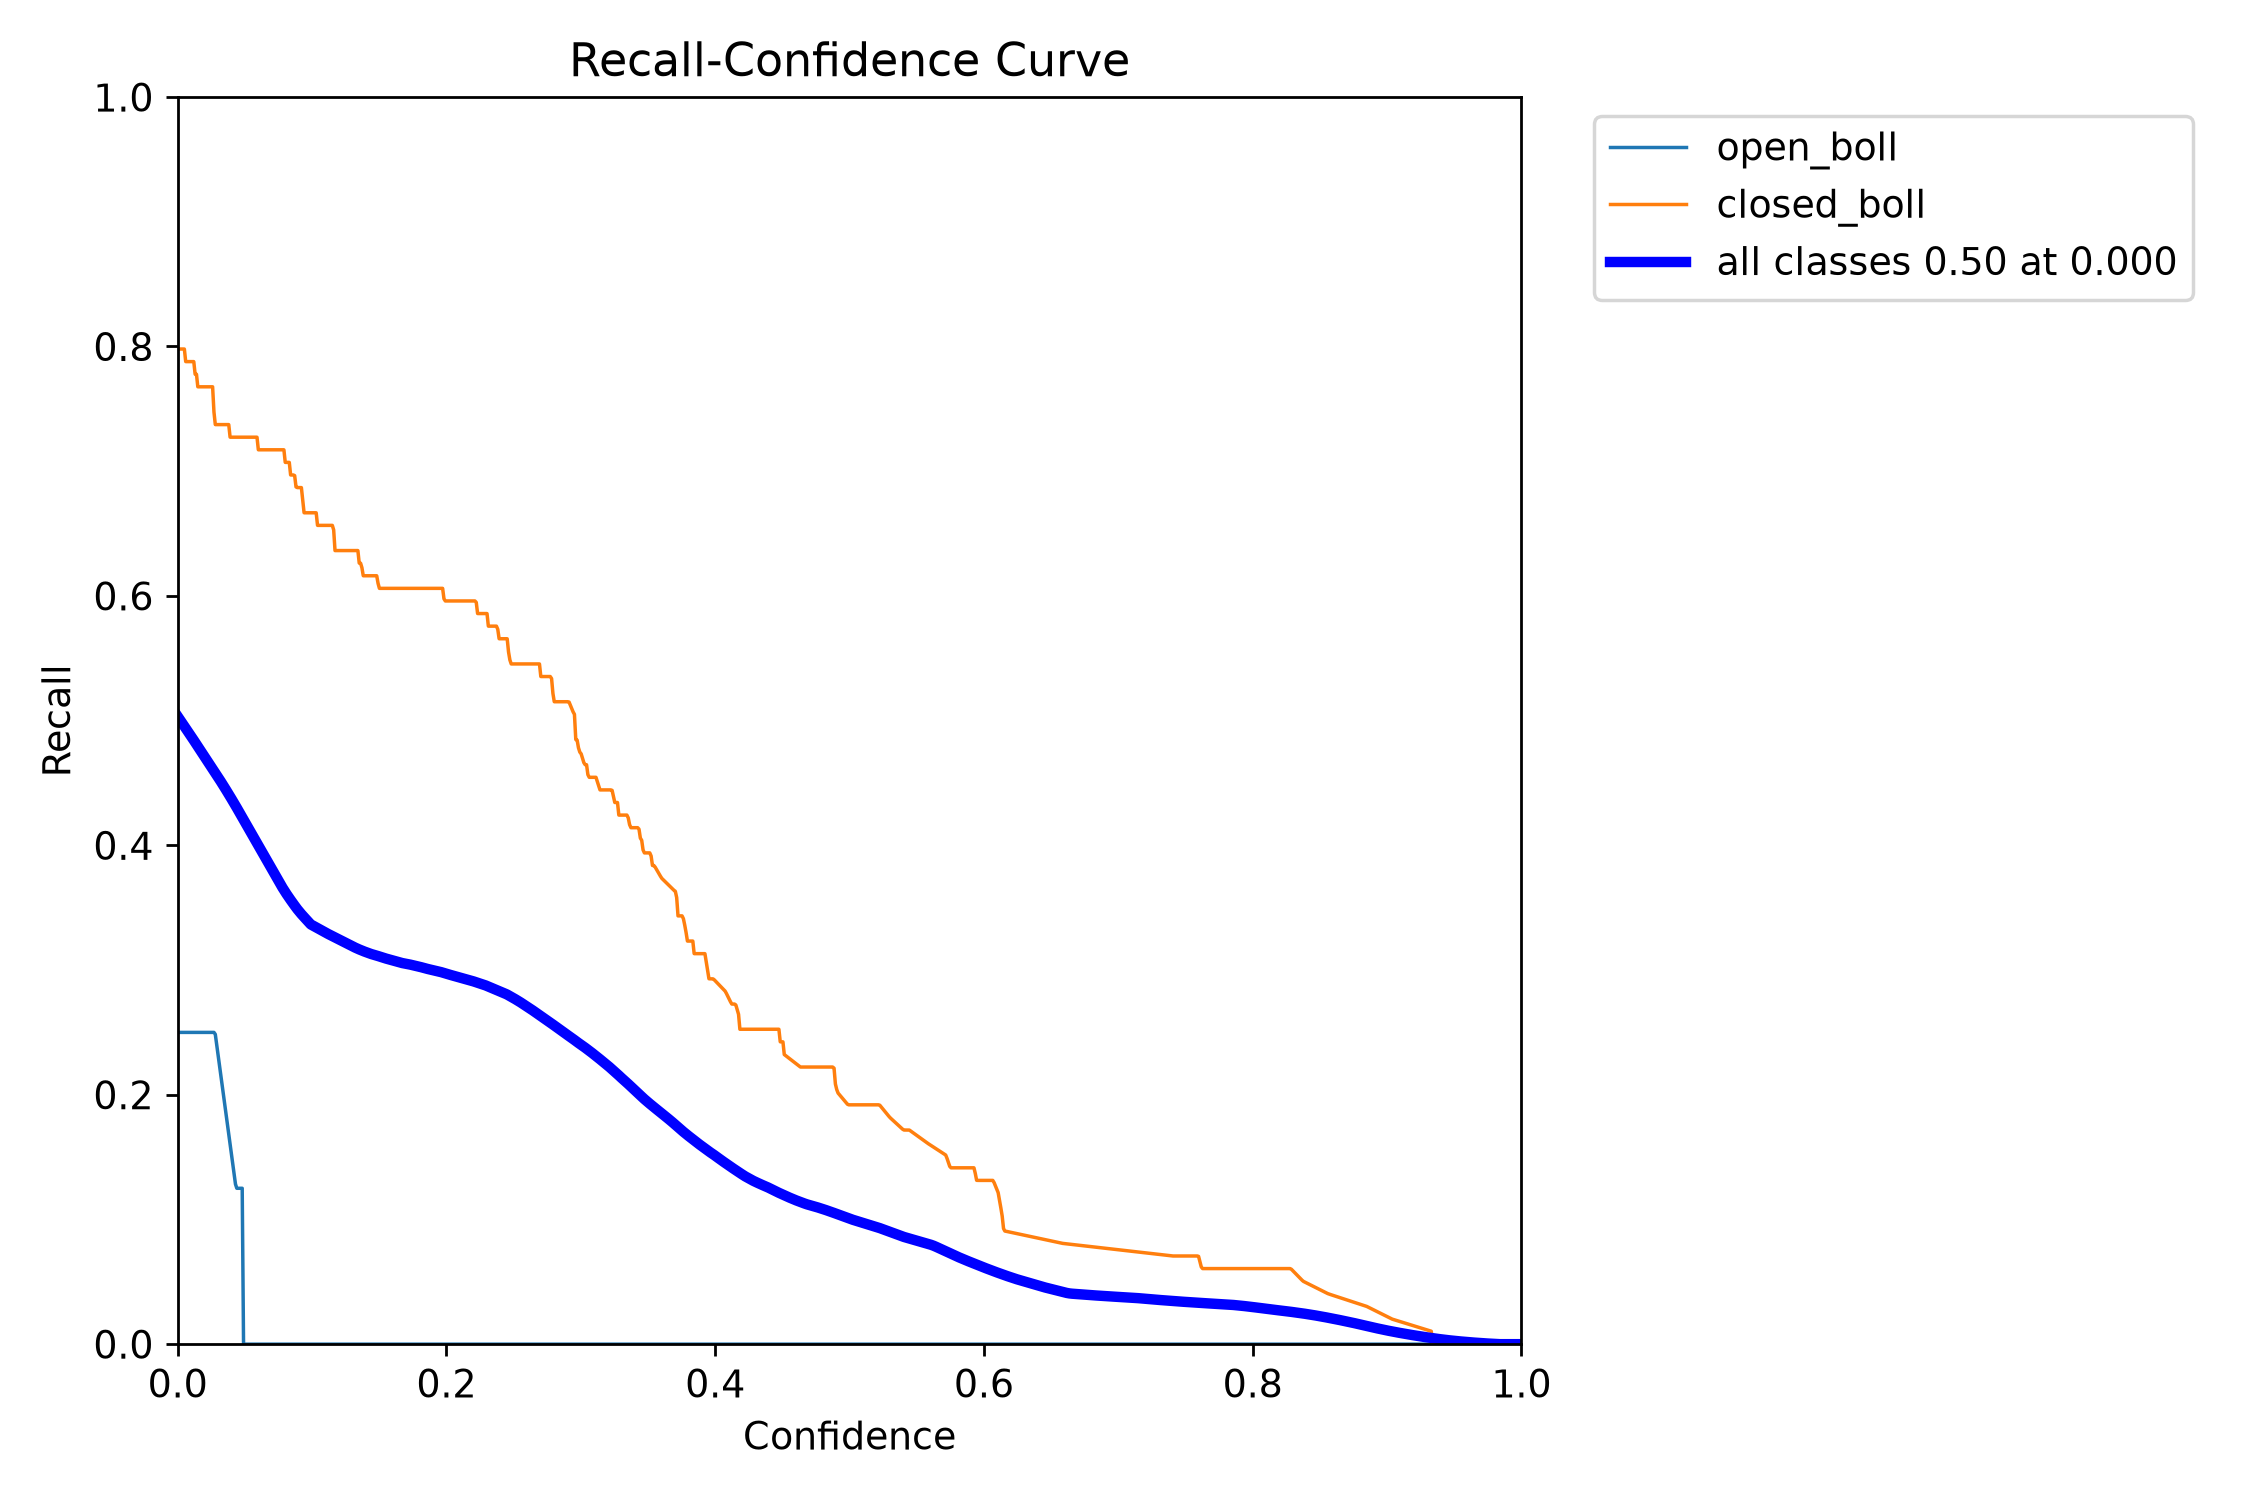 Recall-Confidence Curve
1.0
0.8
0.6
0.4
0.2
0.0
Recall
0.0 0.2 0.4 0.6 0.8 1.0
Confidence
open_boll
closed_boll
all classes 0.50 at 0.000